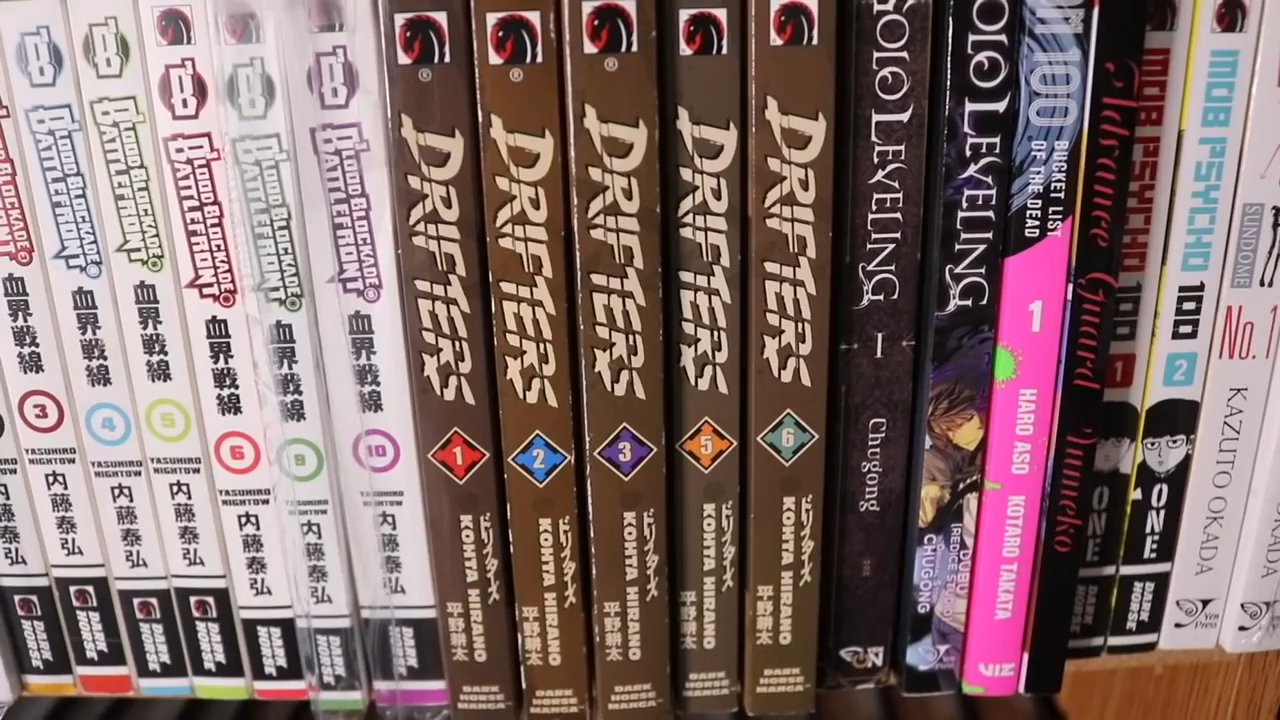 BLOOD BLOCKADE
BATTLEFRONT
血界戦線
3
YASUHIRO
NIGHTOW
内藤泰弘
DARK
HORSE
BLOOD BLOCKADE
BATTLEFRONT
血界戦線
4
YASUHIRO
NIGHTOW
内藤泰弘
DARK
HORSE
BLOOD BLOCKADE
BATTLEFRONT
血界戦線
5
YASUHIRO
NIGHTOW
内藤泰弘
DARK
HORSE
BLOOD BLOCKADE
BATTLEFRONT
血界戦線
6
YASUHIRO
NIGHTOW
内藤泰弘
DARK
HORSE
BLOOD BLOCKADE
BATTLEFRONT
血界戦線
9
YASUHIRO
NIGHTOW
内藤泰弘
DARK
HORSE
BLOOD BLOCKADE
BATTLEFRONT
血界戦線
10
YASUHIRO
NIGHTOW
内藤泰弘
DARK
HORSE
DRIFTERS
1
ドリフターズ
KOHTA HIRANO
平野耕太
DARK
HORSE
MANGA
DRIFTERS
2
ドリフターズ
KOHTA HIRANO
平野耕太
DARK
HORSE
MANGA
DRIFTERS
3
ドリフターズ
KOHTA HIRANO
平野耕太
DARK
HORSE
MANGA
DRIFTERS
5
ドリフターズ
KOHTA HIRANO
平野耕太
DARK
HORSE
MANGA
DRIFTERS
6
ドリフターズ
KOHTA HIRANO
平野耕太
DARK
HORSE
MANGA
SOLO LEVELING
I
Chugong
SOLO LEVELING
DUBU
(REDICE STUDIO)
CHUGONG
Yen
Press
100
BUCKET LIST
OF THE DEAD
1
HARO ASO
KOTARO TAKATA
VIZ
Guard
MOB PSYCHO 100
1
ONE
DARK
HORSE
MOB PSYCHO 100
2
ONE
DARK
HORSE
SUNDOME
No. 1
KAZUTO OKADA
Yen
Press